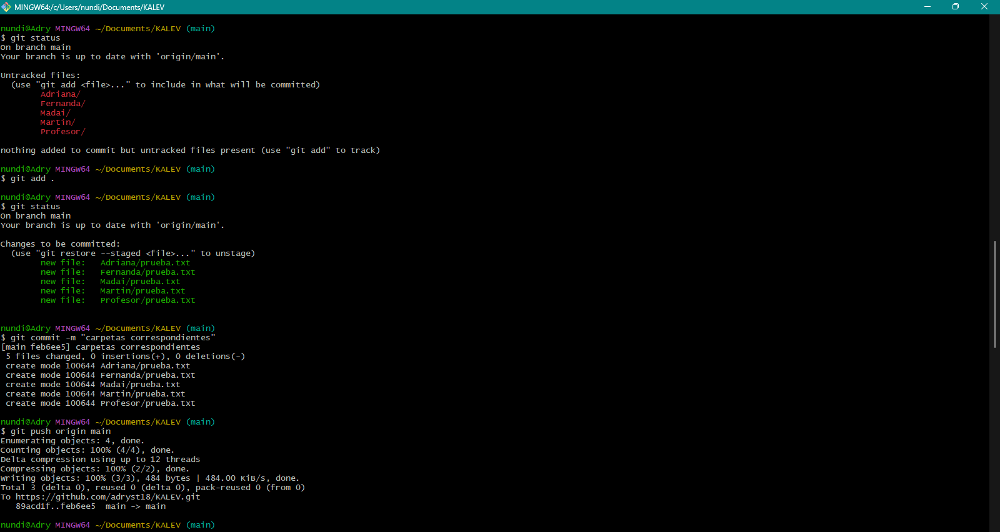 MINGW64:/c/Users/nundi/Documents/KALEV
nundi@Adry MINGW64 ~/Documents/KALEV (main)
$ git status
On branch main
Your branch is up to date with 'origin/main'.
Untracked files:
  (use "git add <file>..." to include in what will be committed)
        Adriana/
        Fernanda/
        Madai/
        Martin/
        Profesor/
nothing added to commit but untracked files present (use "git add" to track)
nundi@Adry MINGW64 ~/Documents/KALEV (main)
$ git add .
nundi@Adry MINGW64 ~/Documents/KALEV (main)
$ git status
On branch main
Your branch is up to date with 'origin/main'.
Changes to be committed:
  (use "git restore --staged <file>..." to unstage)
        new file:   Adriana/prueba.txt
        new file:   Fernanda/prueba.txt
        new file:   Madai/prueba.txt
        new file:   Martin/prueba.txt
        new file:   Profesor/prueba.txt
nundi@Adry MINGW64 ~/Documents/KALEV (main)
$ git commit -m "carpetas correspondientes"
[main feb6ee5] carpetas correspondientes
 5 files changed, 0 insertions(+), 0 deletions(-)
 create mode 100644 Adriana/prueba.txt
 create mode 100644 Fernanda/prueba.txt
 create mode 100644 Madai/prueba.txt
 create mode 100644 Martin/prueba.txt
 create mode 100644 Profesor/prueba.txt
nundi@Adry MINGW64 ~/Documents/KALEV (main)
$ git push origin main
Enumerating objects: 4, done.
Counting objects: 100% (4/4), done.
Delta compression using up to 12 threads
Compressing objects: 100% (2/2), done.
Writing objects: 100% (3/3), 484 bytes | 484.00 KiB/s, done.
Total 3 (delta 0), reused 0 (delta 0), pack-reused 0 (from 0)
To https://github.com/adryst18/KALEV.git
   89acd1f..feb6ee5  main -> main
nundi@Adry MINGW64 ~/Documents/KALEV (main)